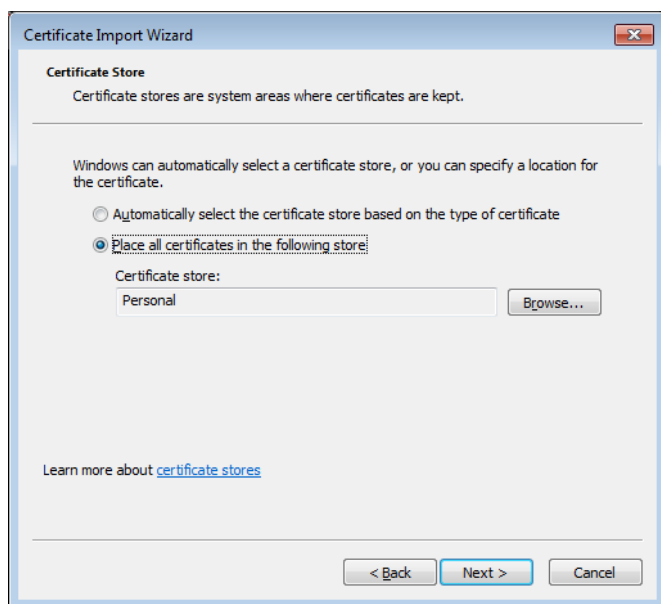 Certificate Import Wizard
Certificate Store
Certificate stores are system areas where certificates are kept.
Windows can automatically select a certificate store, or you can specify a location for
the certificate.
Automatically select the certificate store based on the type of certificate
Place all certificates in the following store
Certificate store:
Personal
Browse...
Learn more about certificate stores
< Back
Next >
Cancel